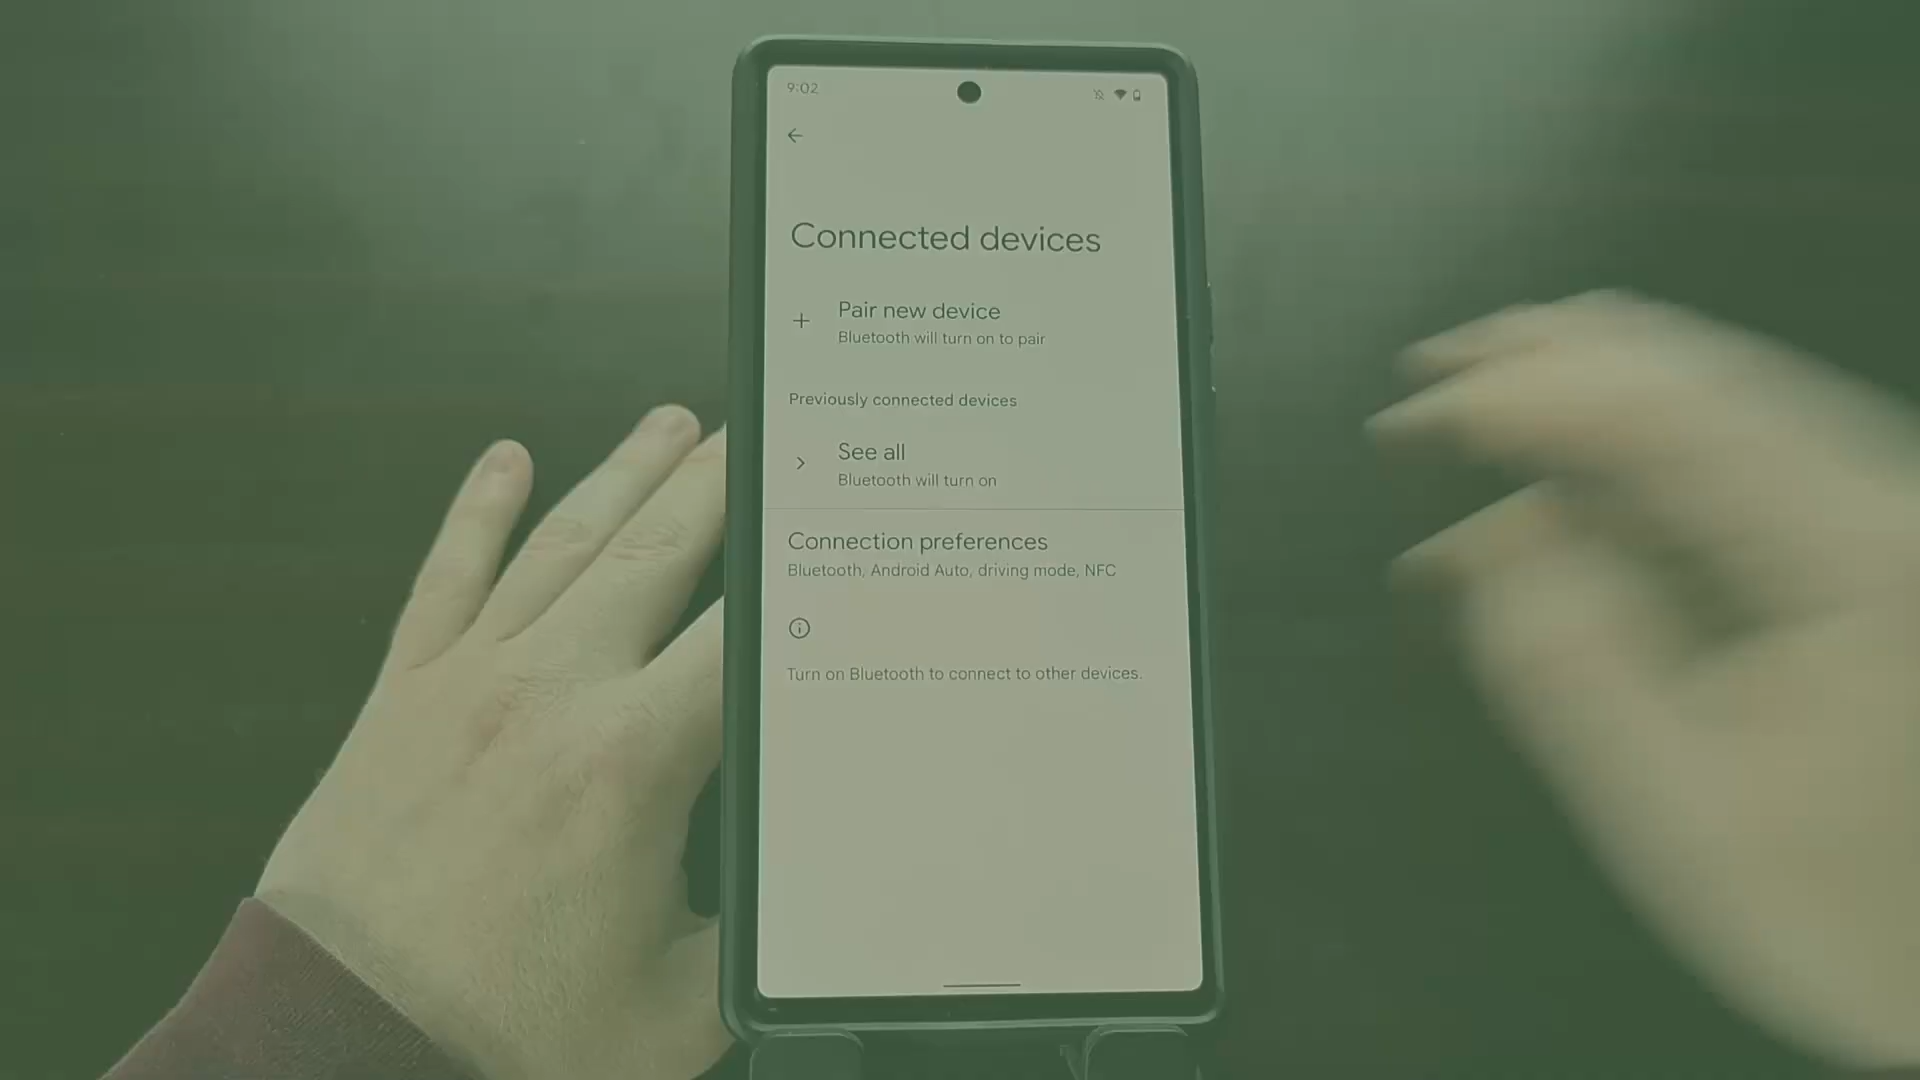 9:02
Connected devices
Pair new device
Bluetooth will turn on to pair
Previously connected devices
See all
Bluetooth will turn on
Connection preferences
Bluetooth, Android Auto, driving mode, NFC
Turn on Bluetooth to connect to other devices.